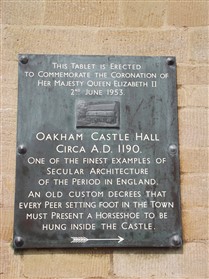 This Tablet is Erected
to Commemorate the Coronation of
Her Majesty Queen Elizabeth II
2nd June 1953.
Oakham Castle Hall
Circa A.D. 1190.
One of the finest examples of
Secular Architecture
of the Period in England.
An old custom decrees that
every Peer setting foot in the Town
must Present a Horseshoe to be
hung inside the Castle.